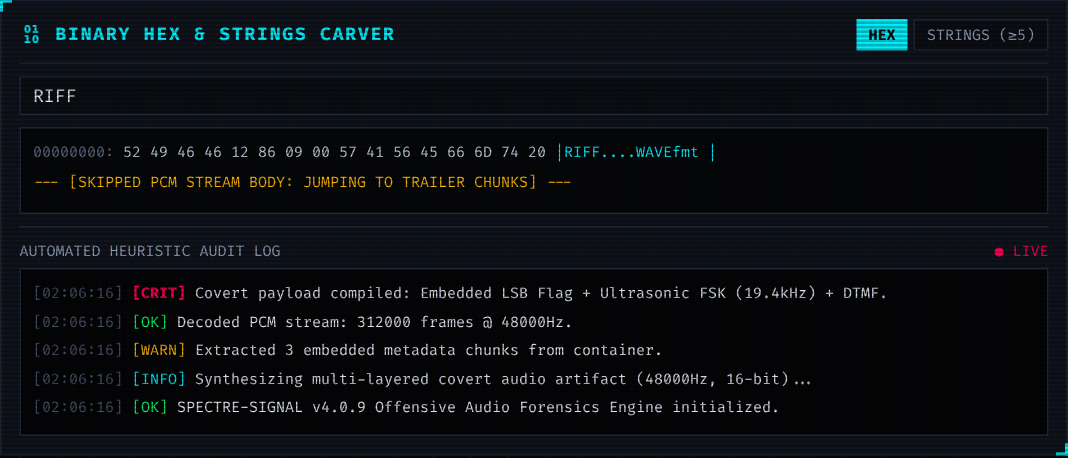 01
10
BINARY HEX & STRINGS CARVER
HEX
STRINGS (≥5)
RIFF
00000000: 52 49 46 46 12 86 09 00 57 41 56 45 66 6D 74 20 |RIFF....WAVEfmt |
--- [SKIPPED PCM STREAM BODY: JUMPING TO TRAILER CHUNKS] ---
AUTOMATED HEURISTIC AUDIT LOG
● LIVE
[02:06:16] [CRIT] Covert payload compiled: Embedded LSB Flag + Ultrasonic FSK (19.4kHz) + DTMF.
[02:06:16] [OK] Decoded PCM stream: 312000 frames @ 48000Hz.
[02:06:16] [WARN] Extracted 3 embedded metadata chunks from container.
[02:06:16] [INFO] Synthesizing multi-layered covert audio artifact (48000Hz, 16-bit)...
[02:06:16] [OK] SPECTRE-SIGNAL v4.0.9 Offensive Audio Forensics Engine initialized.